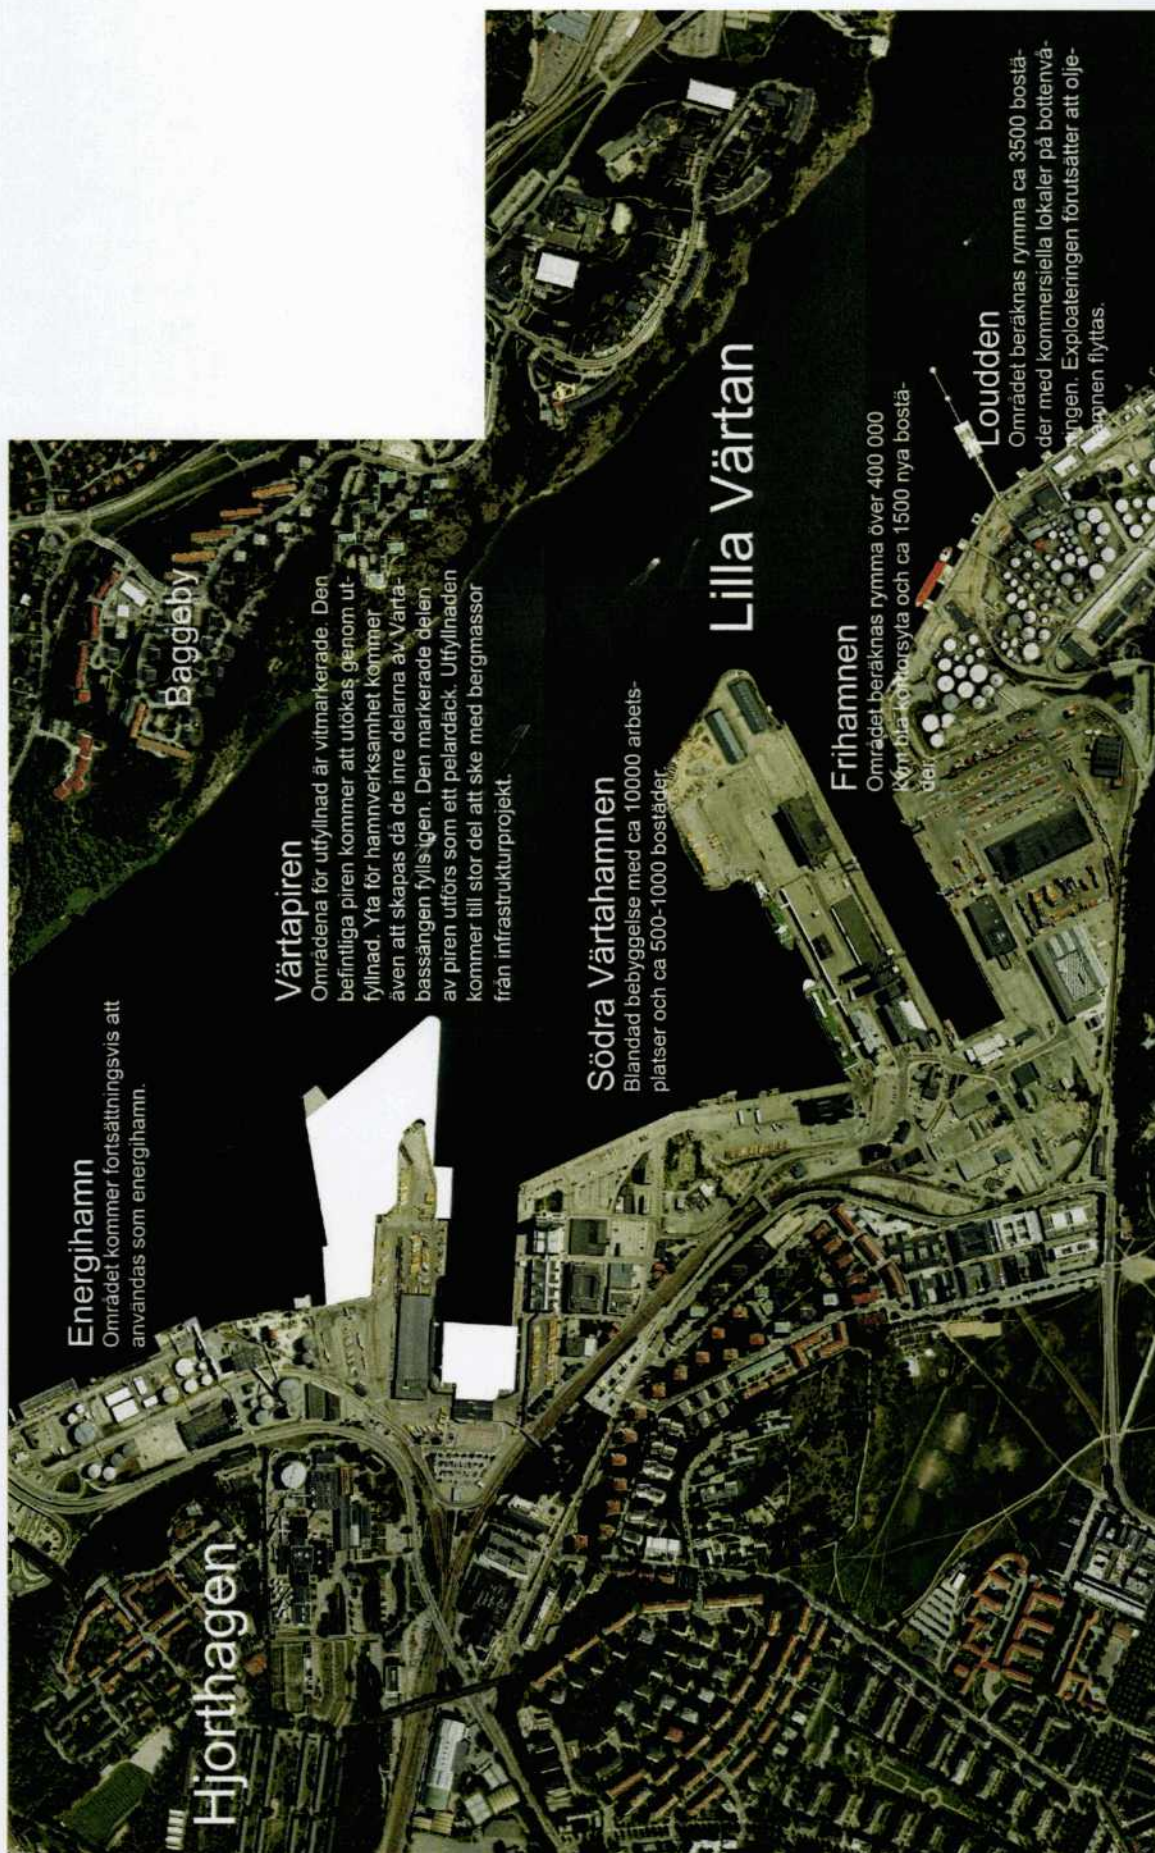 Hjorthagen
Energihamn
Området kommer fortsättningsvis att
användas som energihamn.
Baggeby
Värtapiren
Områdena för utfyllnad är vitmarkerade. Den
befintliga piren kommer att utökas genom ut-
fyllnad. Yta för hamnverksamhet kommer
även att skapas då de inre delarna av Värta-
bassängen fylls igen. Den markerade delen
av piren utförs som ett pelardäck. Utfyllnaden
kommer till stor del att ske med bergmassor
från infrastrukturprojekt.
Södra Värtahamnen
Blandad bebyggelse med ca 10000 arbets-
platser och ca 500-1000 bostäder.
Lilla Värtan
Frihamnen
Området beräknas rymma över 400 000
Kvm bla kontorsyta och ca 1500 nya bostä-
der.
Loudden
Området beräknas rymma ca 3500 bostä-
der med kommersiella lokaler på bottenvå-
ningen. Exploateringen förutsätter att olje-
hamnen flyttas.